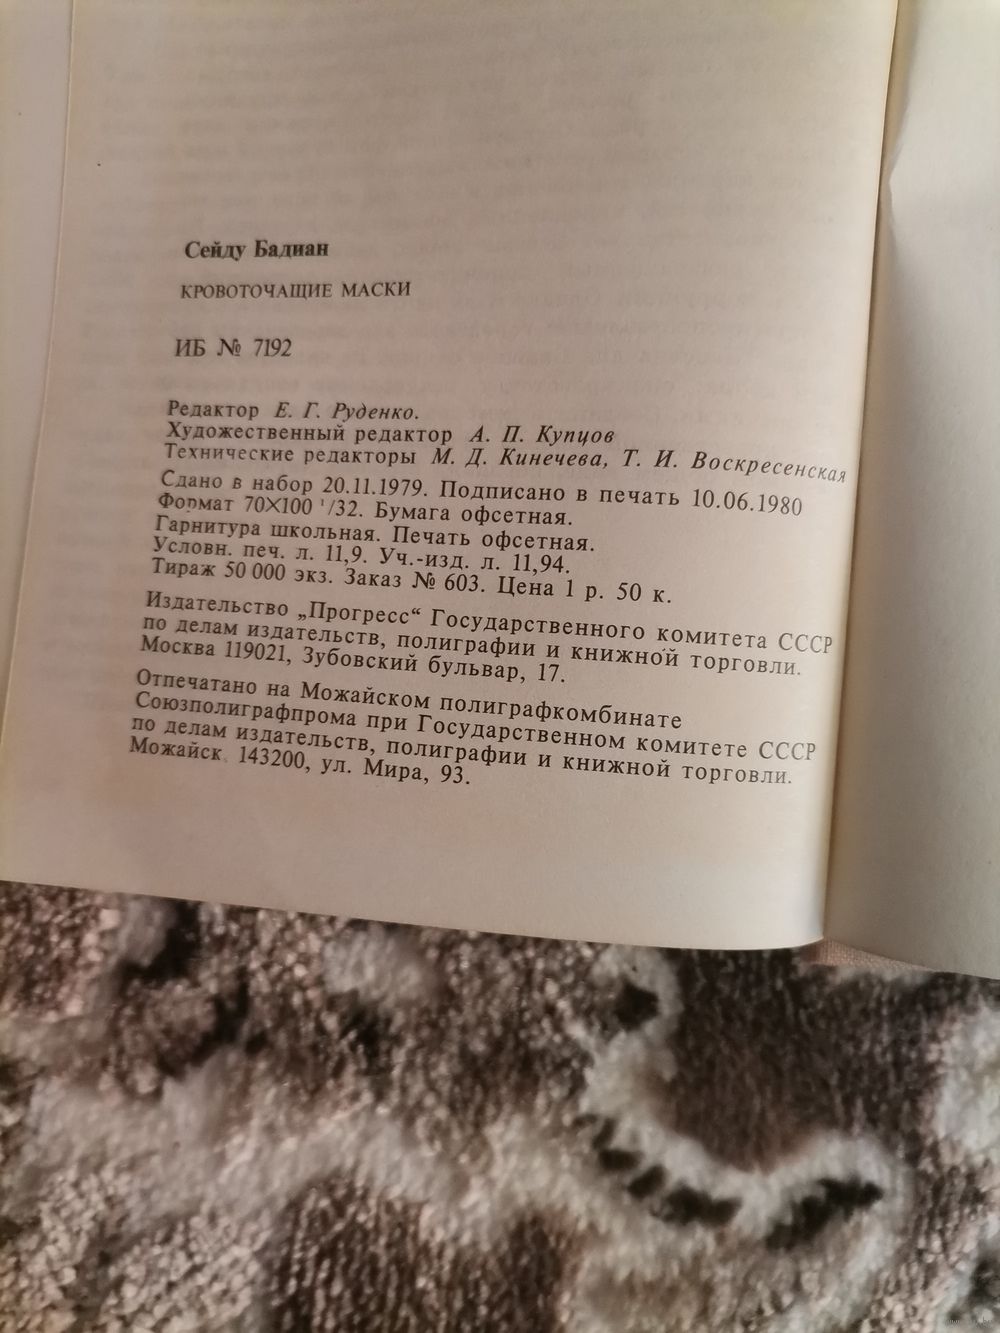 Сейду Бадиан
КРОВОТОЧАЩИЕ МАСКИ
ИБ № 7192
Редактор Е. Г. Руденко.
Художественный редактор А. П. Купцов
Технические редакторы М. Д. Кинечева, Т. И. Воскресенская
Сдано в набор 20.11.1979. Подписано в печать 10.06.1980
Формат 70×100 1/32. Бумага офсетная.
Гарнитура школьная. Печать офсетная.
Условн. печ. л. 11,9. Уч.-изд. л. 11,94.
Тираж 50 000 экз. Заказ № 603. Цена 1 р. 50 к.
Издательство „Прогресс“ Государственного комитета СССР
по делам издательств, полиграфии и книжной торговли.
Москва 119021, Зубовский бульвар, 17.
Отпечатано на Можайском полиграфкомбинате
Союзполиграфпрома при Государственном комитете СССР
по делам издательств, полиграфии и книжной торговли.
Можайск. 143200, ул. Мира, 93.